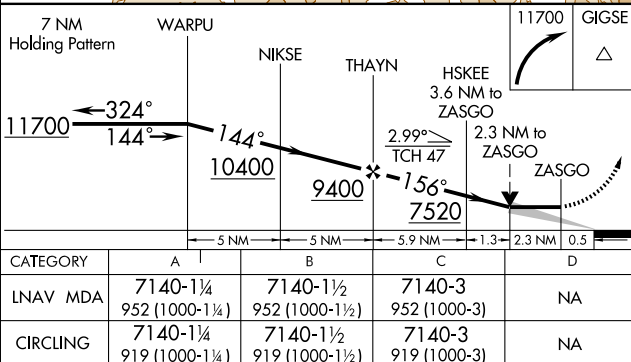 7 NM
Holding Pattern
WARPU
NIKSE
THAYN
HSKEE
3.6 NM to
ZASGO
2.3 NM to
ZASGO
ZASGO
11700
GIGSE
11700
324°
144°
144°
10400
9400
2.99°
TCH 47
156°
7520
5 NM
5 NM
5.9 NM
1.3
2.3 NM
0.5
CATEGORY A B C D
LNAV MDA 7140-1¼ 7140-1½ 7140-3 NA
952 (1000-1¼) 952 (1000-1½) 952 (1000-3)
CIRCLING 7140-1¼ 7140-1½ 7140-3 NA
919 (1000-1¼) 919 (1000-1½) 919 (1000-3)